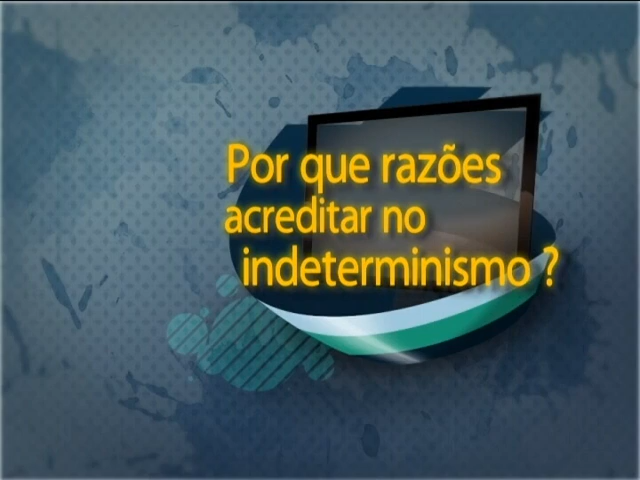 Por que razões
acreditar no
indeterminismo ?